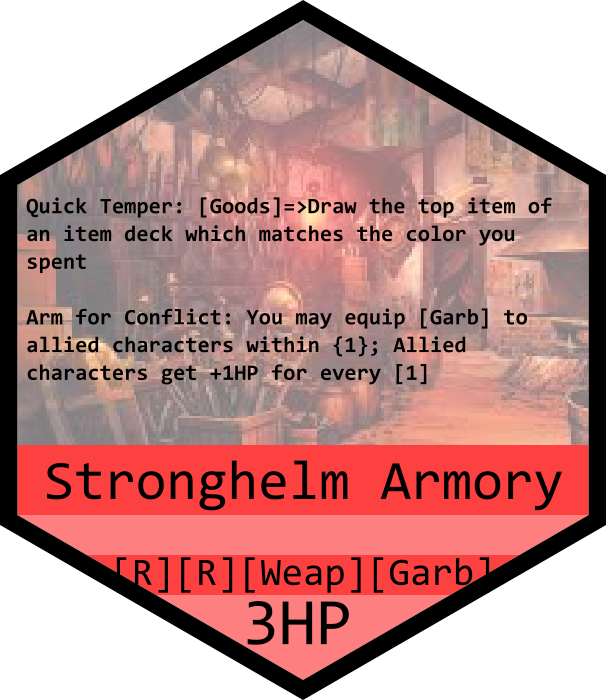 Quick Temper: [Goods]=>Draw the top item of
an item deck which matches the color you
spent
Arm for Conflict: You may equip [Garb] to
allied characters within {1}; Allied
characters get +1HP for every [1]
Stronghelm Armory
[R][R][Weap][Garb]
3HP